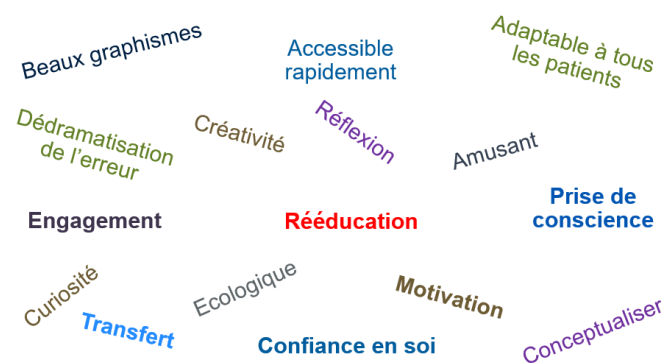 Beaux graphismes
Accessible
rapidement
Adaptable à tous
les patients
Dédramatisation
de l'erreur
Créativité
Réflexion
Amusant
Engagement
Rééducation
Prise de
conscience
Curiosité
Transfert
Ecologique
Confiance en soi
Motivation
Conceptualiser